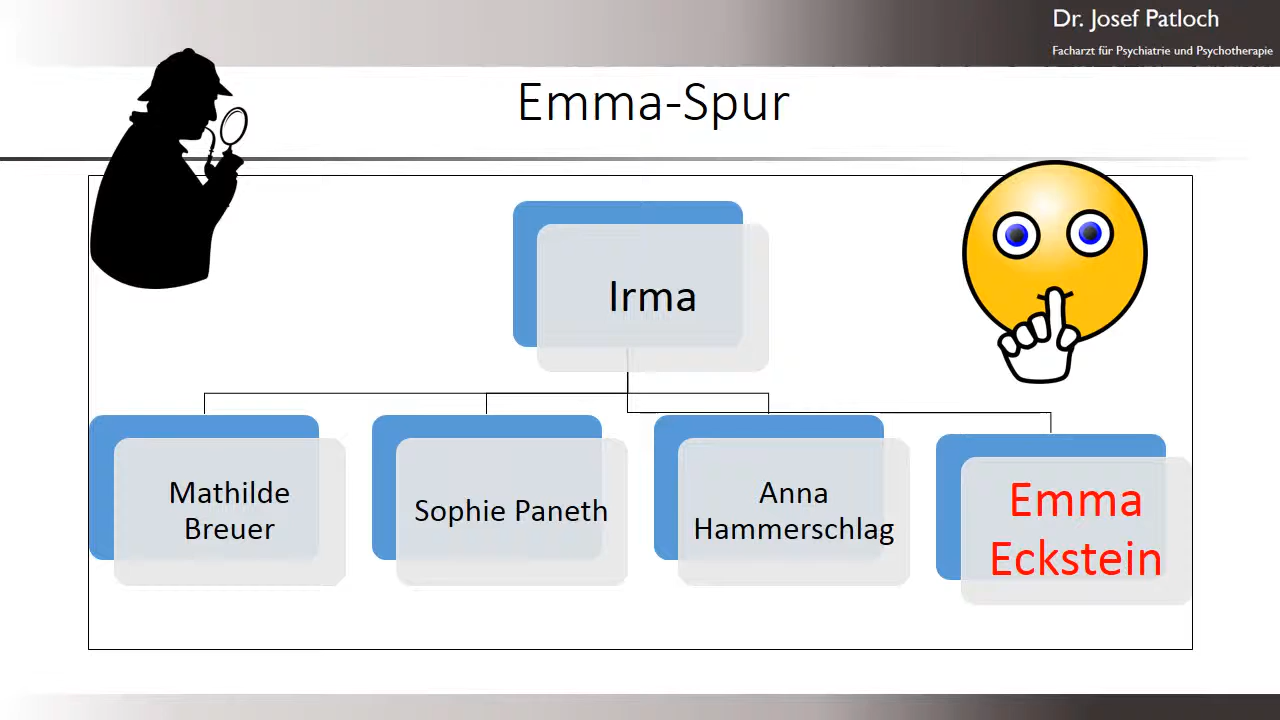 Dr. Josef Patloch
Facharzt für Psychiatrie und Psychotherapie
Emma-Spur
Irma
Mathilde
Breuer
Sophie Paneth
Anna
Hammerschlag
Emma
Eckstein